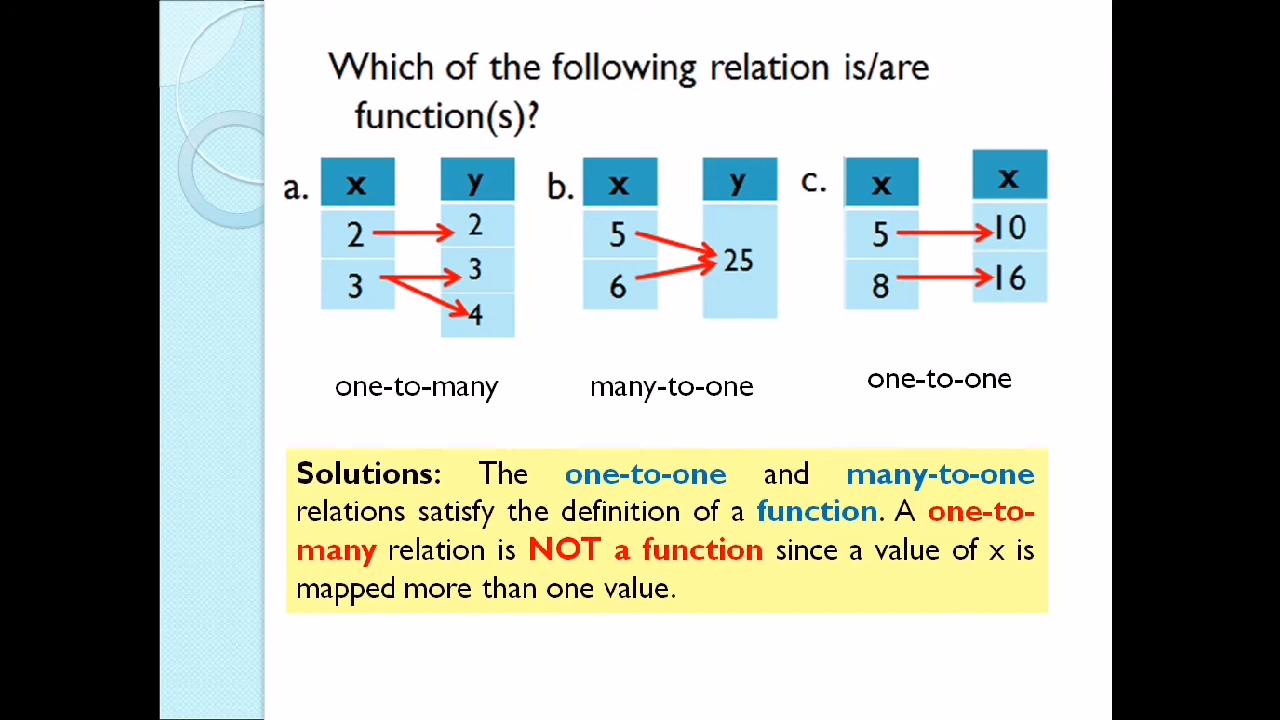 Which of the following relation is/are
function(s)?
a. x y b. x y c. x x
2 2 5 25 5 10
3 3 6 8 16
4
one-to-many many-to-one one-to-one
Solutions: The one-to-one and many-to-one
relations satisfy the definition of a function. A one-to-
many relation is NOT a function since a value of x is
mapped more than one value.